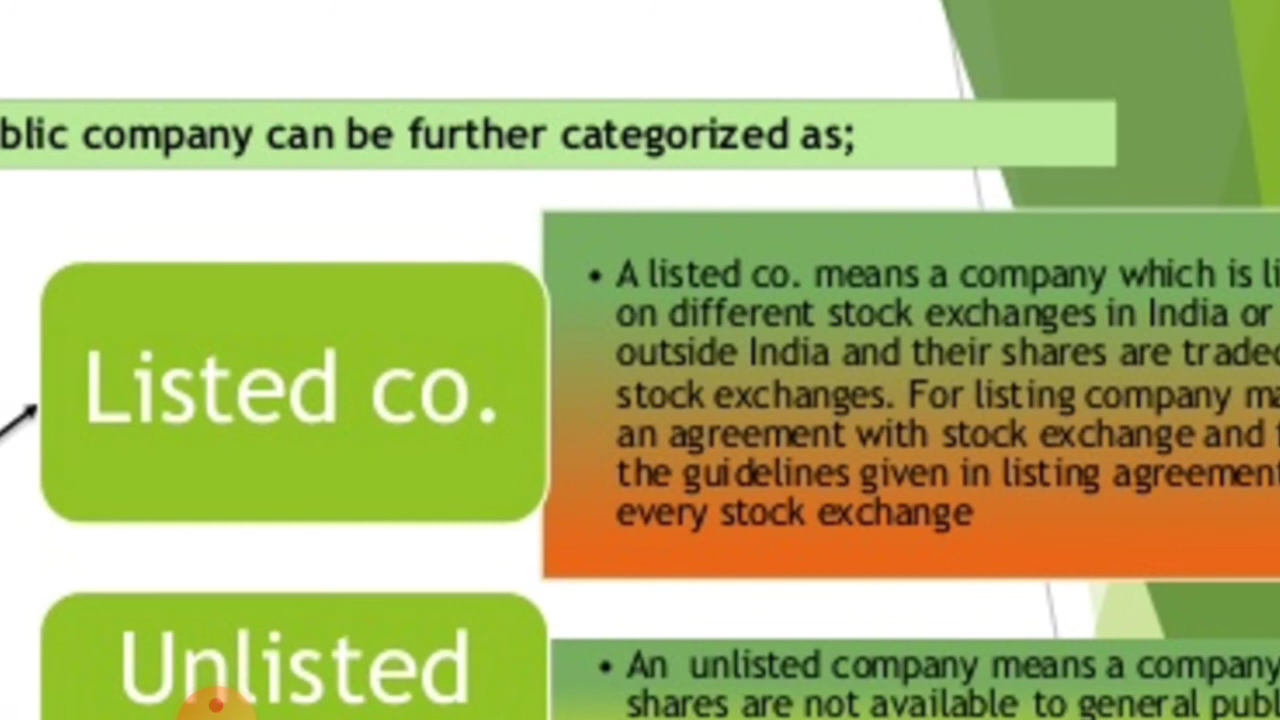 blic company can be further categorized as;
Listed co.
• A listed co. means a company which is li
on different stock exchanges in India or
outside India and their shares are traded
stock exchanges. For listing company ma
an agreement with stock exchange and
the guidelines given in listing agreement
every stock exchange
Unlisted
• An unlisted company means a company
shares are not available to general publ